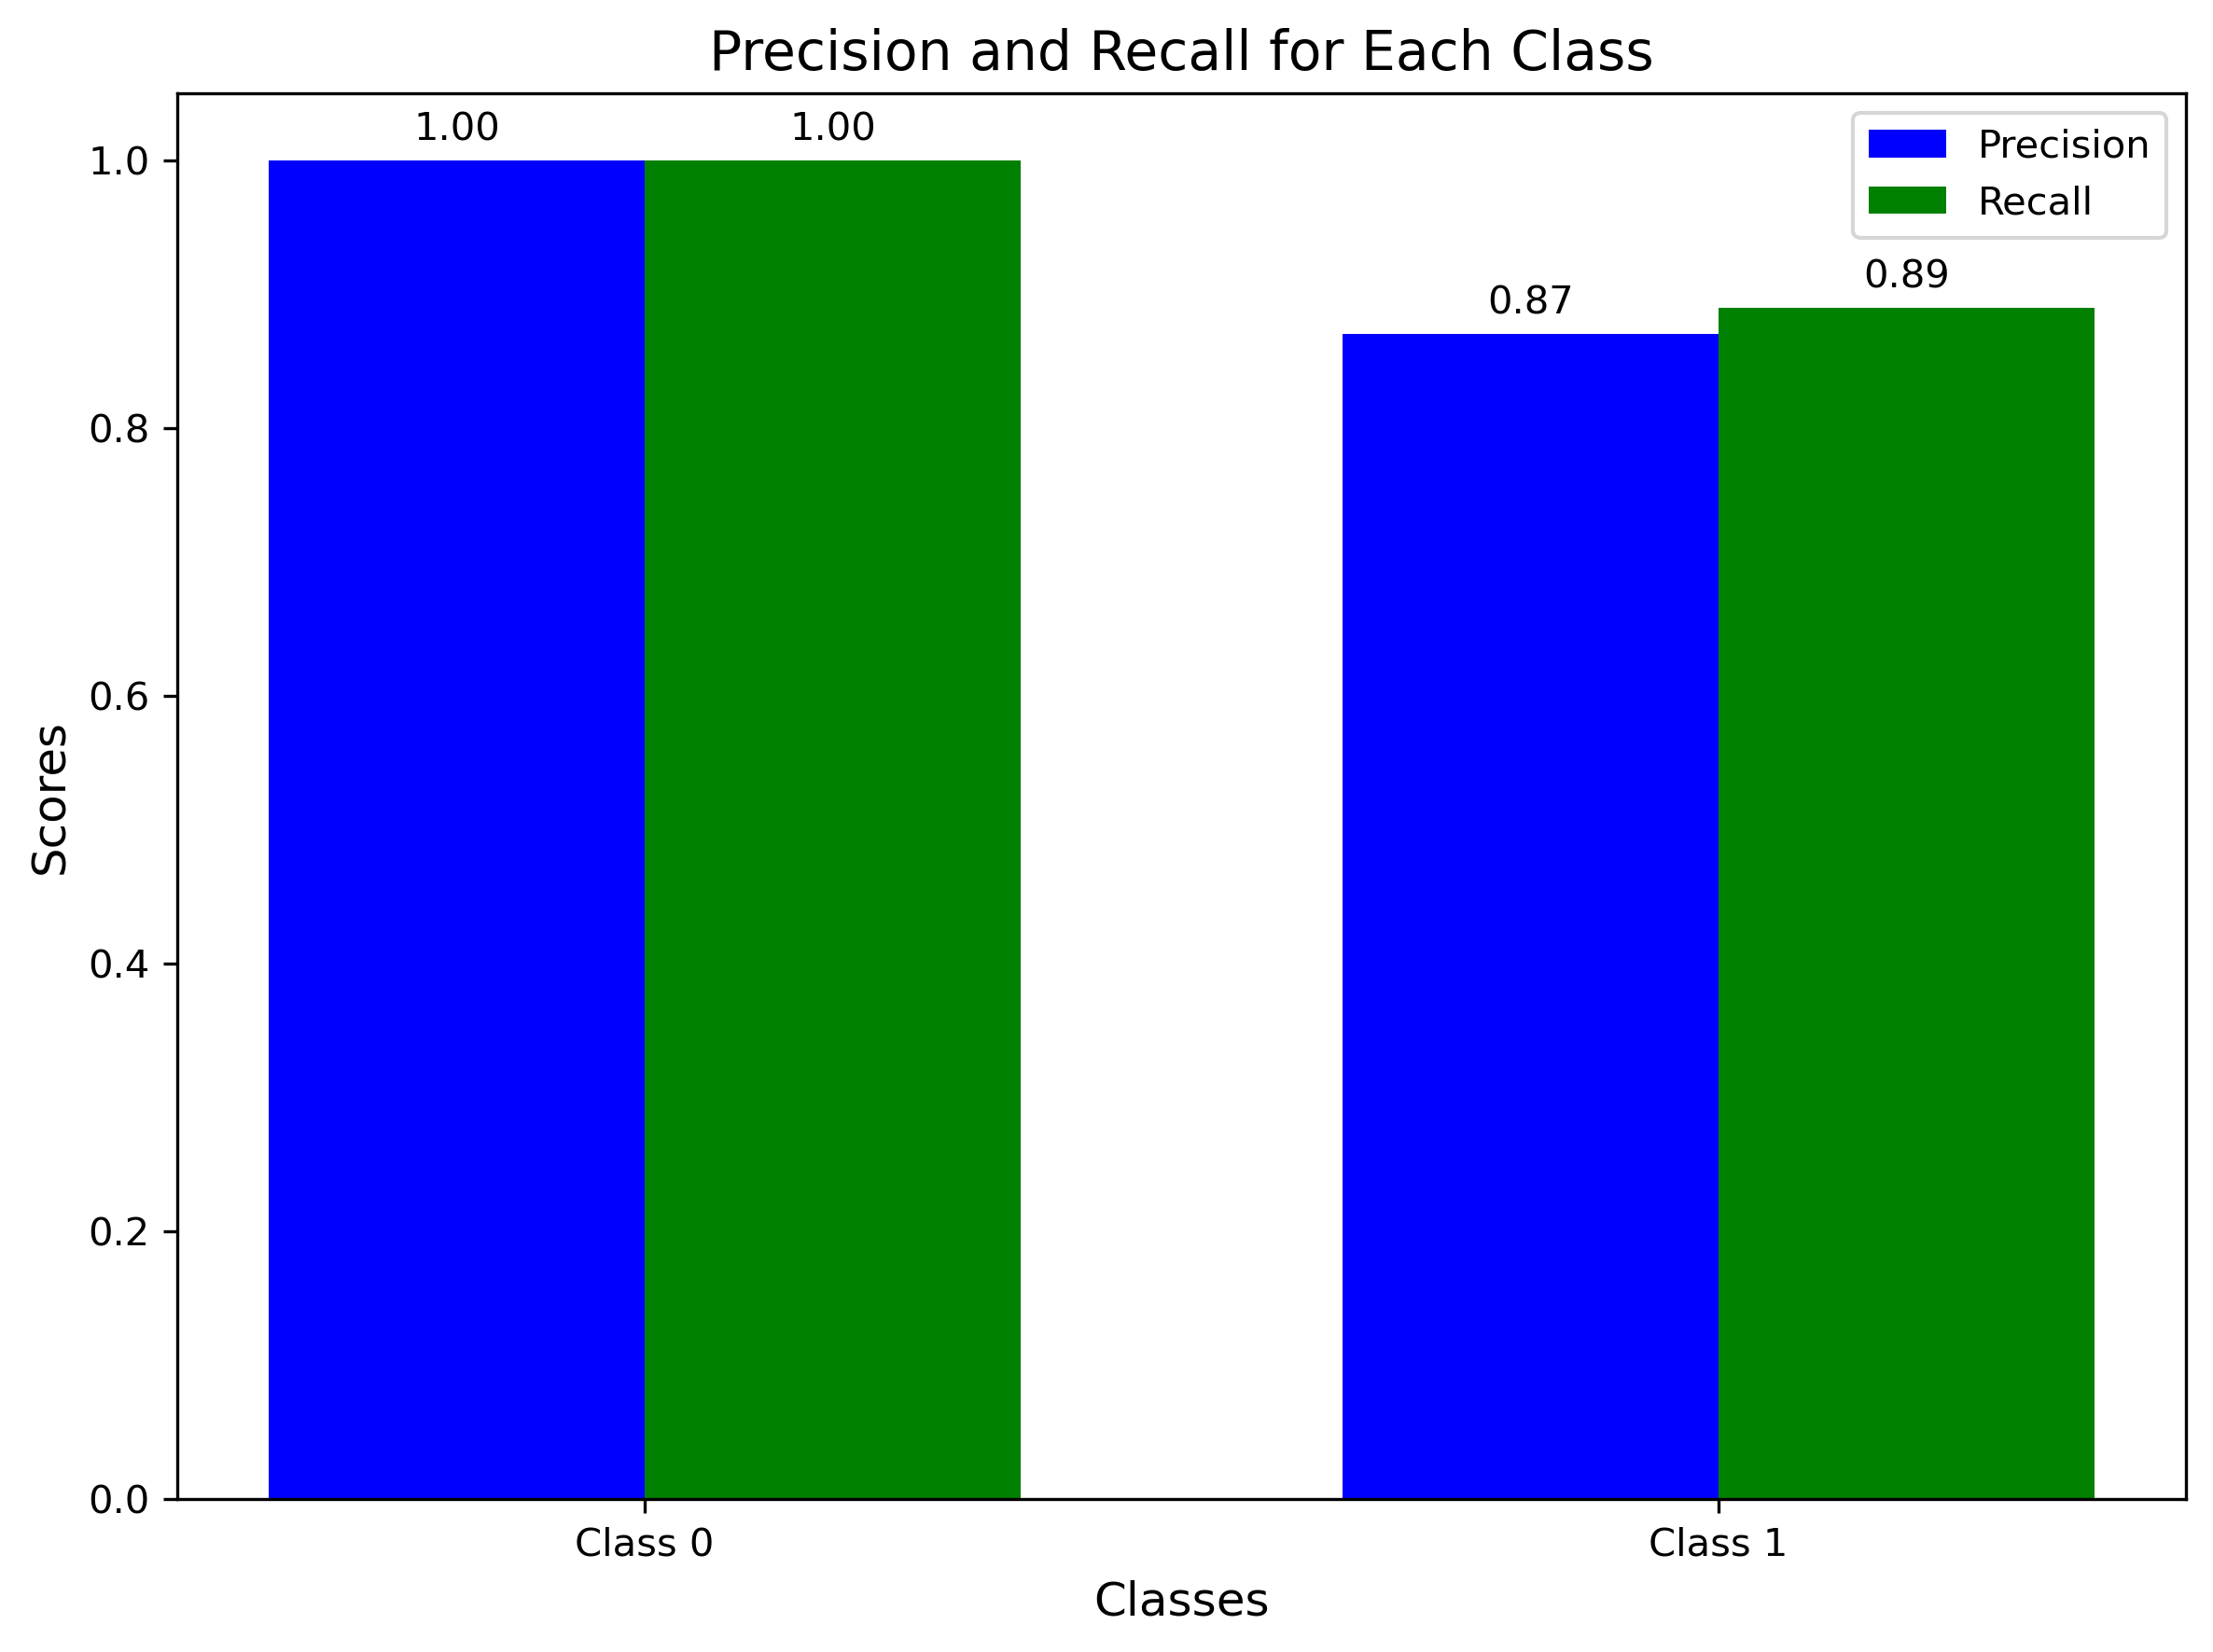 Precision and Recall for Each Class
1.00
1.00
0.87
0.89
Precision
Recall
1.0
0.8
0.6
0.4
0.2
0.0
Scores
Class 0
Class 1
Classes